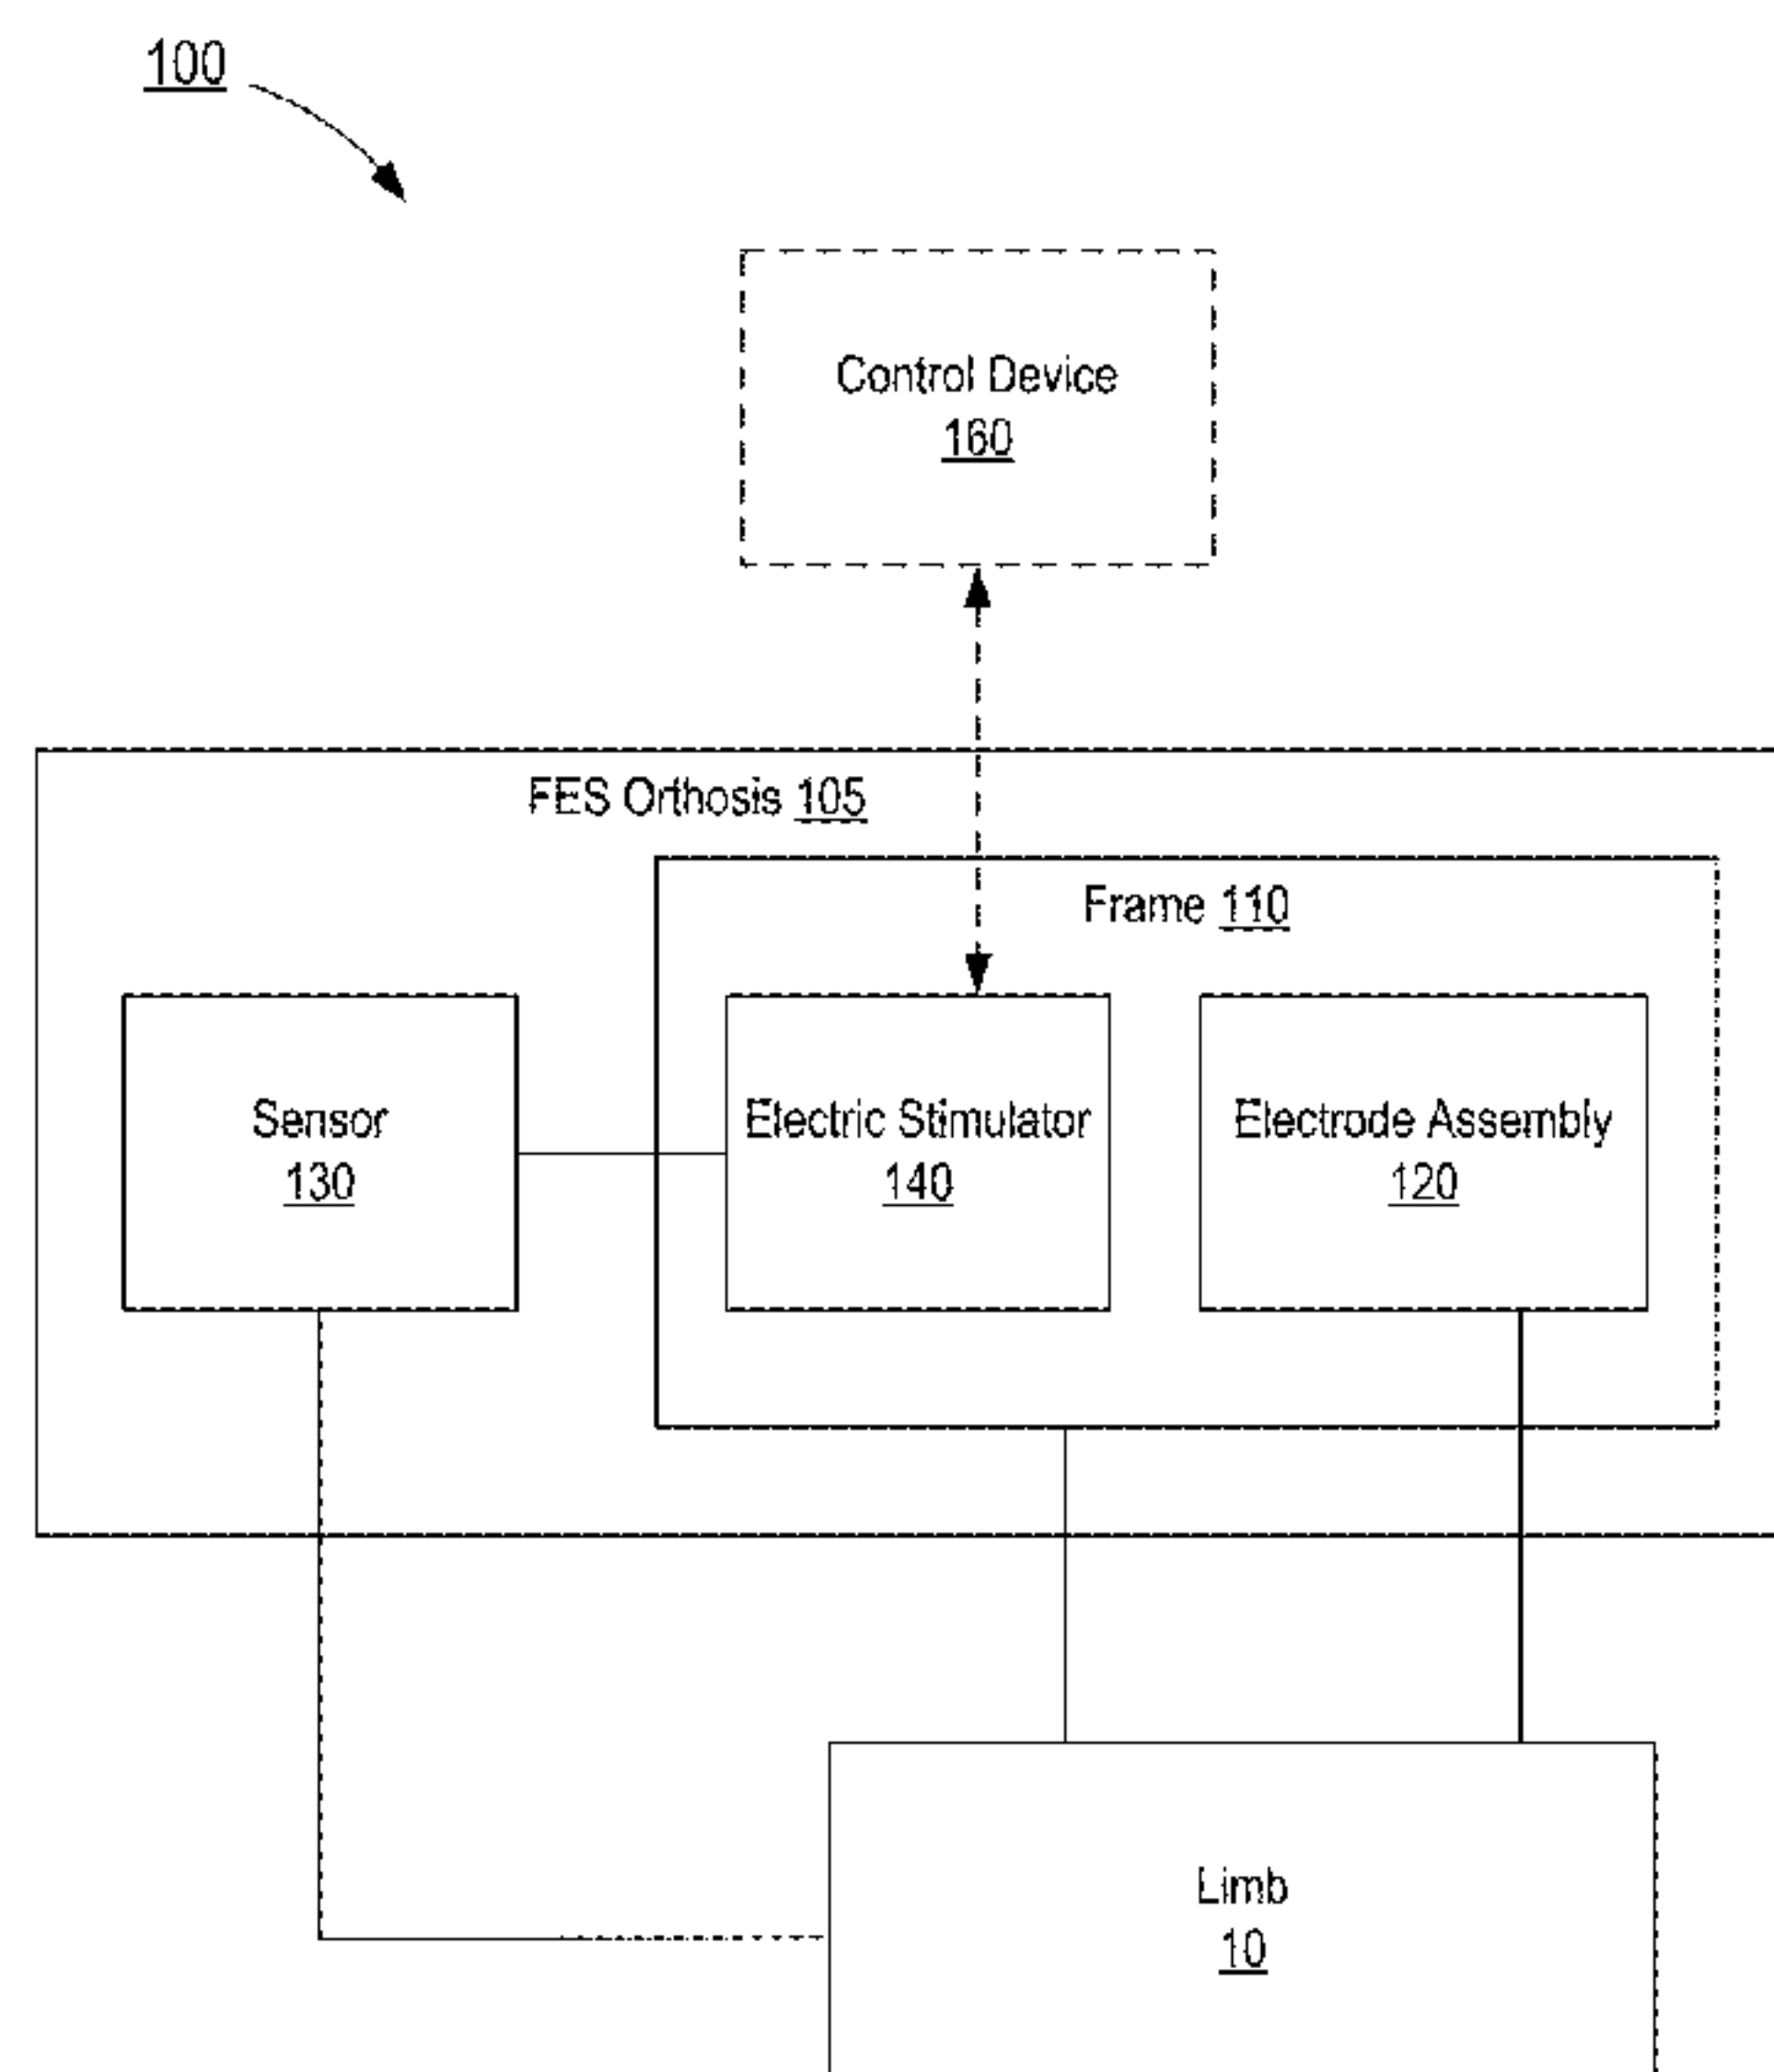 100
Control Device
160
FES Orthosis 105
Frame 110
Sensor
130
Electric Stimulator
140
Electrode Assembly
120
Limb
10